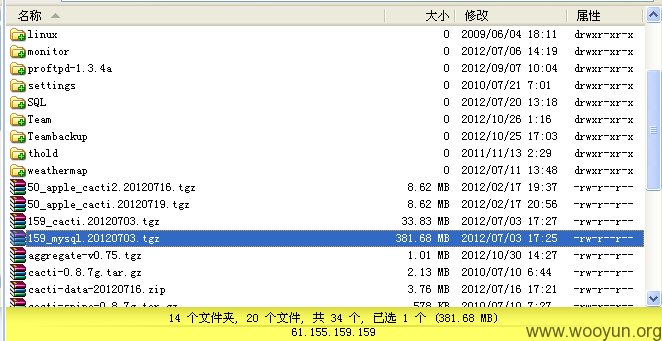 名称 大小 修改 属性
linux 0 2009/06/04 18:11 drwxr-xr-x
monitor 0 2012/07/06 14:19 drwxr-xr-x
proftpd-1.3.4a 0 2012/09/07 10:04 drwxr-xr-x
settings 0 2010/07/21 7:01 drwxr-xr-x
SQL 0 2012/07/20 13:18 drwxr-xr-x
Team 0 2012/10/26 1:16 drwxr-xr-x
Teambackup 0 2012/10/25 17:03 drwxr-xr-x
thold 0 2011/11/13 2:29 drwxr-xr-x
weathermap 0 2012/07/11 13:48 drwxr-xr-x
50_apple_cacti2.20120716.tgz 8.62 MB 2012/02/17 19:37 -rw-r--r--
50_apple_cacti.20120719.tgz 8.62 MB 2012/02/17 20:56 -rw-r--r--
159_cacti.20120703.tgz 33.83 MB 2012/07/03 17:27 -rw-r--r--
159_mysql.20120703.tgz 381.68 MB 2012/07/03 17:25 -rw-r--r--
aggregate-v0.75.tgz 1.01 MB 2012/10/30 14:27 -rw-r--r--
cacti-0.8.7g.tar.gz 2.13 MB 2010/07/10 6:44 -rw-r--r--
cacti-data-20120716.zip 3.76 MB 2012/07/16 17:21 -rw-r--r--
cacti-spine-0.8.7g.tar.gz 578 KB 2010/07/10 7:27 -rw-r--r--
14 个文件夹, 20 个文件, 共 34 个, 已选 1 个 (381.68 MB)
61.155.159.159
www.wooyun.org